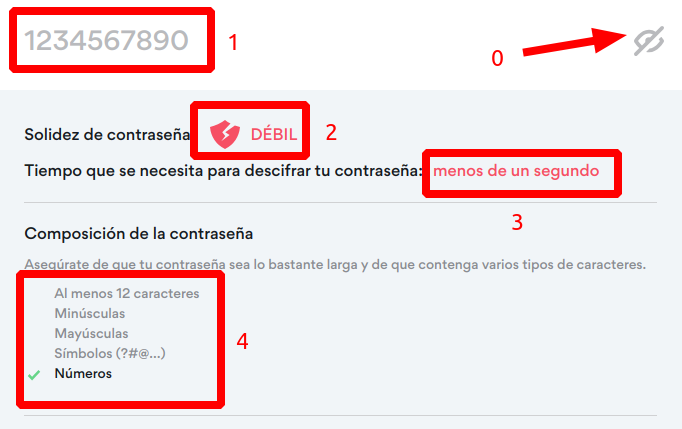 1234567890 1
0
Solidez de contraseña DÉBIL 2
Tiempo que se necesita para descifrar tu contraseña: menos de un segundo
3
Composición de la contraseña
Asegúrate de que tu contraseña sea lo bastante larga y de que contenga varios tipos de caracteres.
Al menos 12 caracteres
Minúsculas
Mayúsculas
4
Símbolos (?#@...)
Números